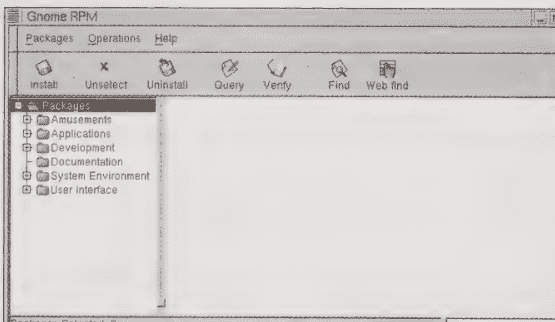 Gnome RPM
Packages Operations Help
Install Unselect Uninstall Query Verify Find Web find
Packages
Amusements
Applications
Development
Documentation
System Environment
User Interface